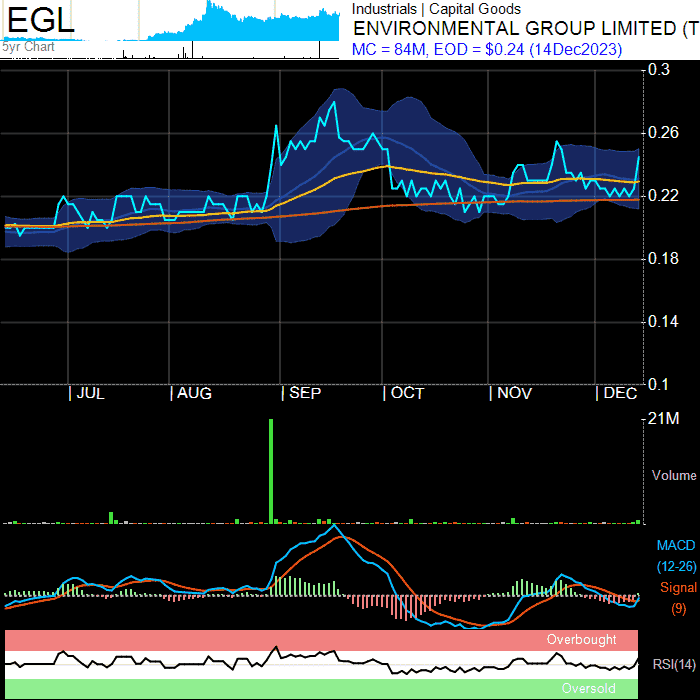 EGL
5yr Chart
Industrials | Capital Goods
ENVIRONMENTAL GROUP LIMITED (T
MC = 84M, EOD = $0.24 (14Dec2023)
0.3
0.26
0.22
0.18
0.14
0.1
| JUL | AUG | SEP | OCT | NOV | DEC
21M
Volume
MACD
(12-26)
Signal
(9)
Overbought
RSI(14)
Oversold